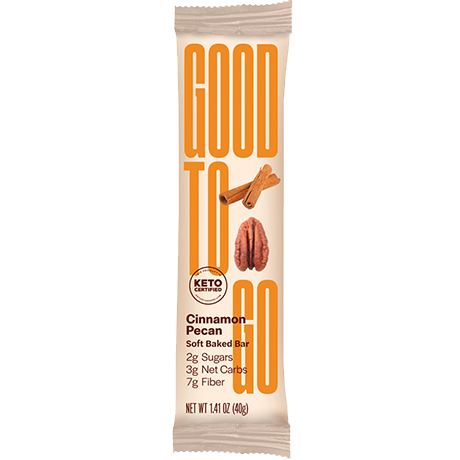 GOOD
TO
GO
KETO
CERTIFIED
Cinnamon
Pecan
Soft Baked Bar
2g Sugars
3g Net Carbs
7g Fiber
NET WT 1.41 OZ (40g)